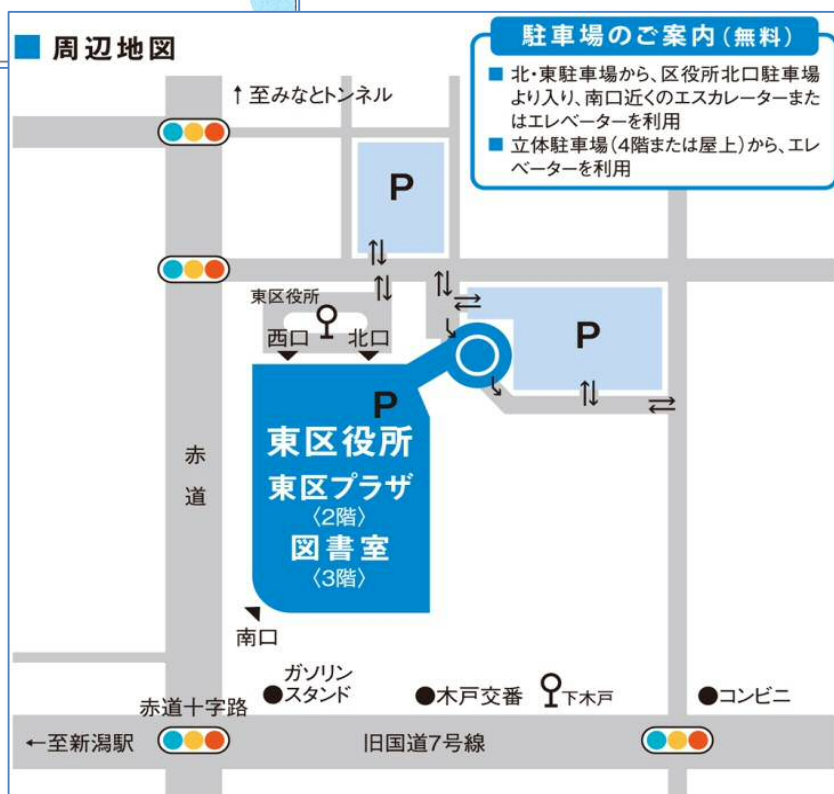 周辺地図
駐車場のご案内(無料)
北・東駐車場から、区役所北口駐車場
より入り、南口近くのエスカレーターまた
はエレベーターを利用
立体駐車場(4階または屋上)から、エレ
ベーターを利用
↑至みなとトンネル
P
東区役所
西口
北口
P
P
東区役所
東区プラザ
〈2階〉
図書室
〈3階〉
赤道
南口
ガソリン
スタンド
木戸交番
下木戸
コンビニ
赤道十字路
←至新潟駅
旧国道7号線